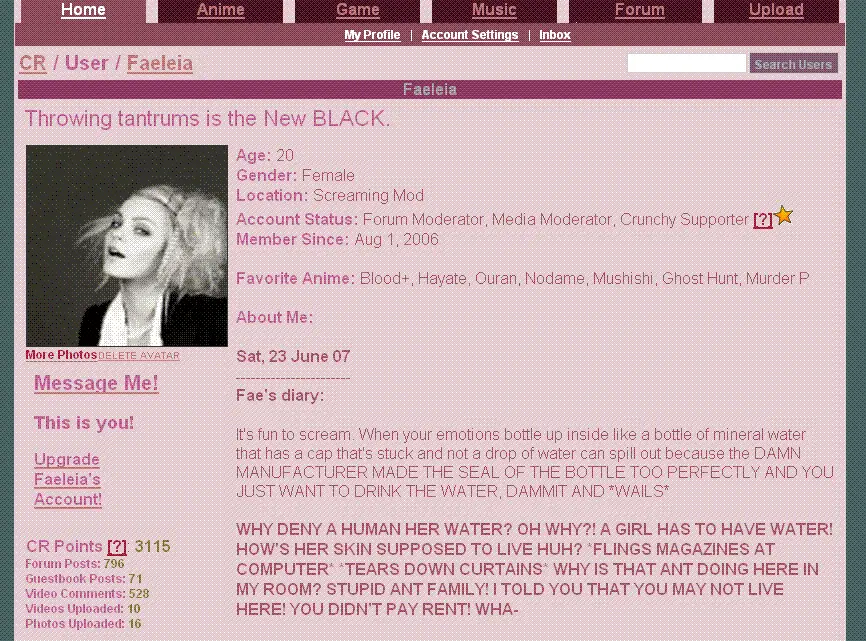 Home Anime Game Music Forum Upload
My Profile | Account Settings | Inbox
CR / User / Faeleia
Search Users
Faeleia
Throwing tantrums is the New BLACK.
Age: 20
Gender: Female
Location: Screaming Mod
Account Status: Forum Moderator, Media Moderator, Crunchy Supporter [?]
Member Since: Aug 1, 2006
Favorite Anime: Blood+, Hayate, Ouran, Nodame, Mushishi, Ghost Hunt, Murder P
About Me:
Sat, 23 June 07
-----------------------
Fae's diary:
It's fun to scream. When your emotions bottle up inside like a bottle of mineral water
that has a cap that's stuck and not a drop of water can spill out because the DAMN
MANUFACTURER MADE THE SEAL OF THE BOTTLE TOO PERFECTLY AND YOU
JUST WANT TO DRINK THE WATER, DAMMIT AND *WAILS*
WHY DENY A HUMAN HER WATER? OH WHY?! A GIRL HAS TO HAVE WATER!
HOW'S HER SKIN SUPPOSED TO LIVE HUH? *FLINGS MAGAZINES AT
COMPUTER* *TEARS DOWN CURTAINS* WHY IS THAT ANT DOING HERE IN
MY ROOM? STUPID ANT FAMILY! I TOLD YOU THAT YOU MAY NOT LIVE
HERE! YOU DIDN'T PAY RENT! WHA-
More Photos DELETE AVATAR
Message Me!
This is you!
Upgrade
Faeleia's
Account!
CR Points [?]: 3115
Forum Posts: 796
Guestbook Posts: 71
Video Comments: 528
Videos Uploaded: 10
Photos Uploaded: 16